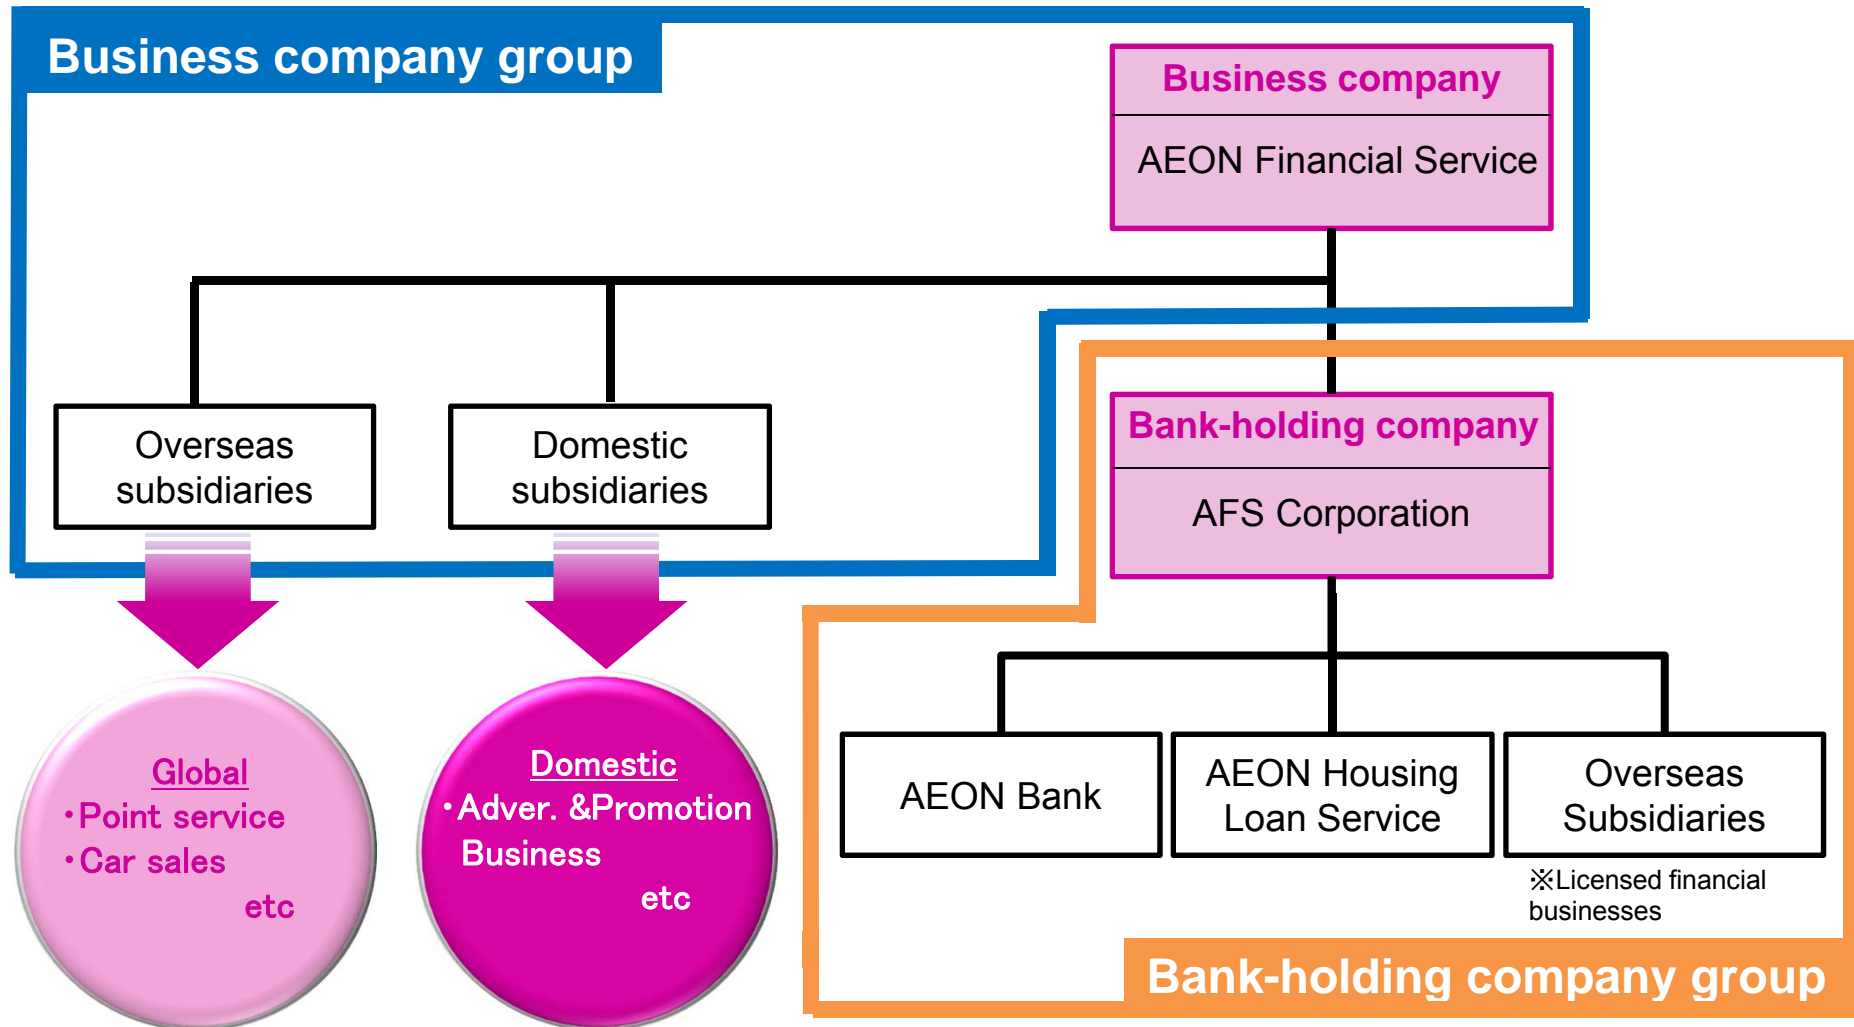 Business company group
Business company
AEON Financial Service
Overseas
subsidiaries
Domestic
subsidiaries
Bank-holding company
AFS Corporation
Global
・Point service
・Car sales
etc
Domestic
・Adver. &Promotion
Business
etc
AEON Bank
AEON Housing
Loan Service
Overseas
Subsidiaries
※Licensed financial
businesses
Bank-holding company group